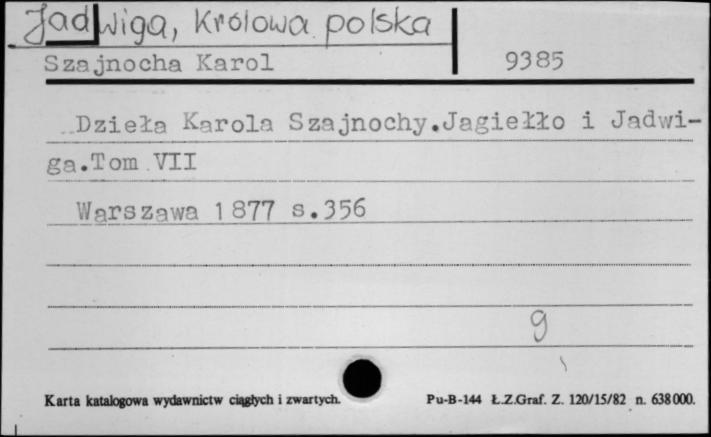 Jadwiga, Królowa polska
Szajnocha Karol 9385
Dzieła Karola Szajnochy.Jagiełło i Jadwi-
ga.Tom VII
Warszawa 1877 s.356
g
Karta katalogowa wydawnictw ciągłych i zwartych. Pu-B-144 Ł.Z.Graf. Z. 120/15/82 n. 638000.